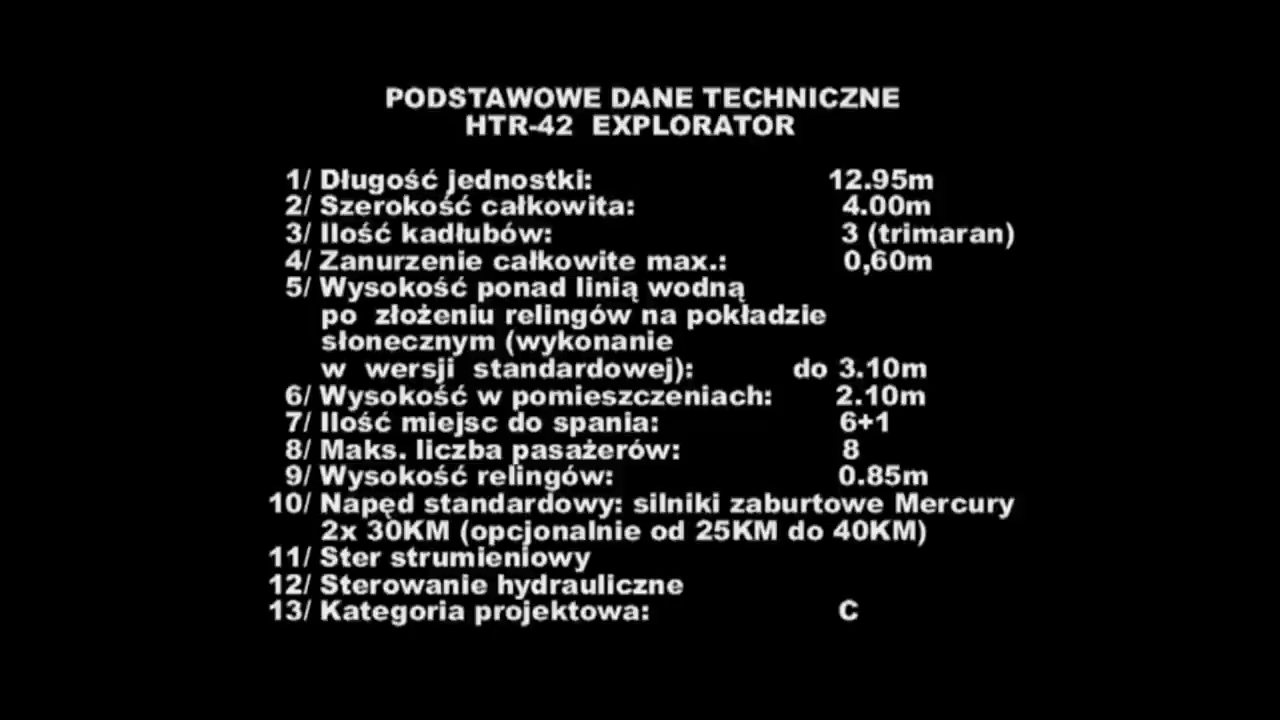 PODSTAWOWE DANE TECHNICZNE
HTR-42 EXPLORATOR
1/ Długość jednostki: 12.95m
2/ Szerokość całkowita: 4.00m
3/ Ilość kadłubów: 3 (trimaran)
4/ Zanurzenie całkowite max.: 0,60m
5/ Wysokość ponad linią wodną
po złożeniu relingów na pokładzie
słonecznym (wykonanie
w wersji standardowej): do 3.10m
6/ Wysokość w pomieszczeniach: 2.10m
7/ Ilość miejsc do spania: 6+1
8/ Maks. liczba pasażerów: 8
9/ Wysokość relingów: 0.85m
10/ Napęd standardowy: silniki zaburtowe Mercury
2x 30KM (opcjonalnie od 25KM do 40KM)
11/ Ster strumieniowy
12/ Sterowanie hydrauliczne
13/ Kategoria projektowa: C